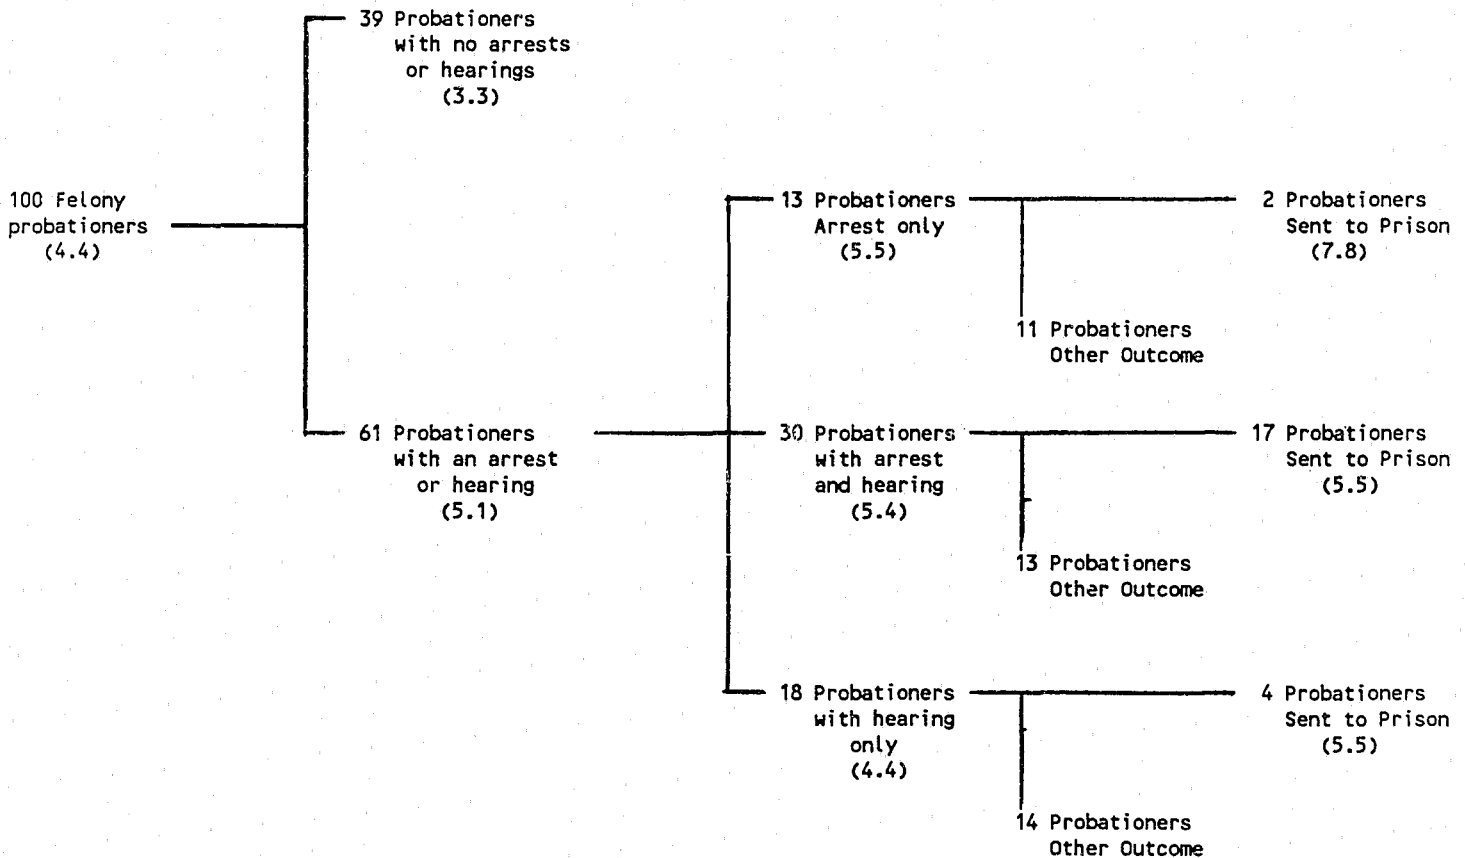 39 Probationers
with no arrests
or hearings
(3.3)
100 Felony
probationers
(4.4)
61 Probationers
with an arrest
or hearing
(5.1)
13 Probationers
Arrest only
(5.5)
2 Probationers
Sent to Prison
(7.8)
11 Probationers
Other Outcome
30 Probationers
with arrest
and hearing
(5.4)
17 Probationers
Sent to Prison
(5.5)
13 Probationers
Other Outcome
18 Probationers
with hearing
only
(4.4)
4 Probationers
Sent to Prison
(5.5)
14 Probationers
Other Outcome